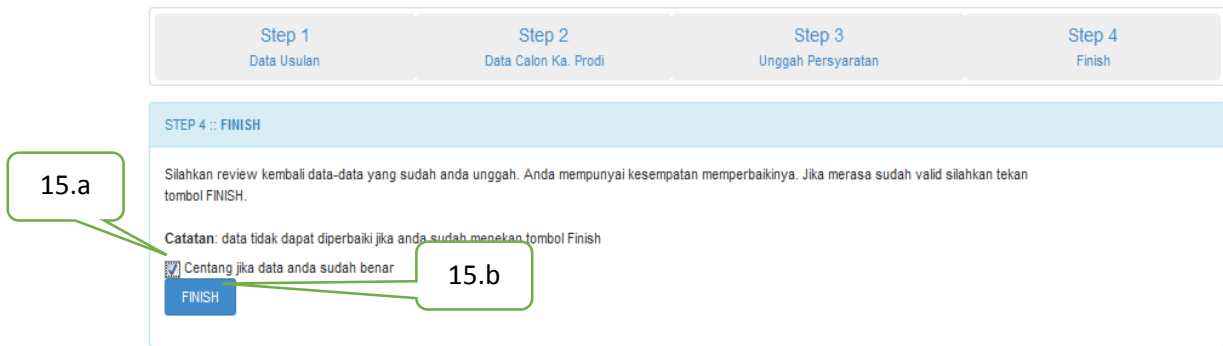 Step 1
Data Usulan
Step 2
Data Calon Ka. Prodi
Step 3
Unggah Persyaratan
Step 4
Finish
STEP 4 :: FINISH
15.a
Silahkan review kembali data-data yang sudah anda unggah. Anda mempunyai kesempatan memperbaikinya. Jika merasa sudah valid silahkan tekan
tombol FINISH.
Catatan: data tidak dapat diperbaiki jika anda sudah menekan tombol Finish
Centang jika data anda sudah benar
15.b
FINISH